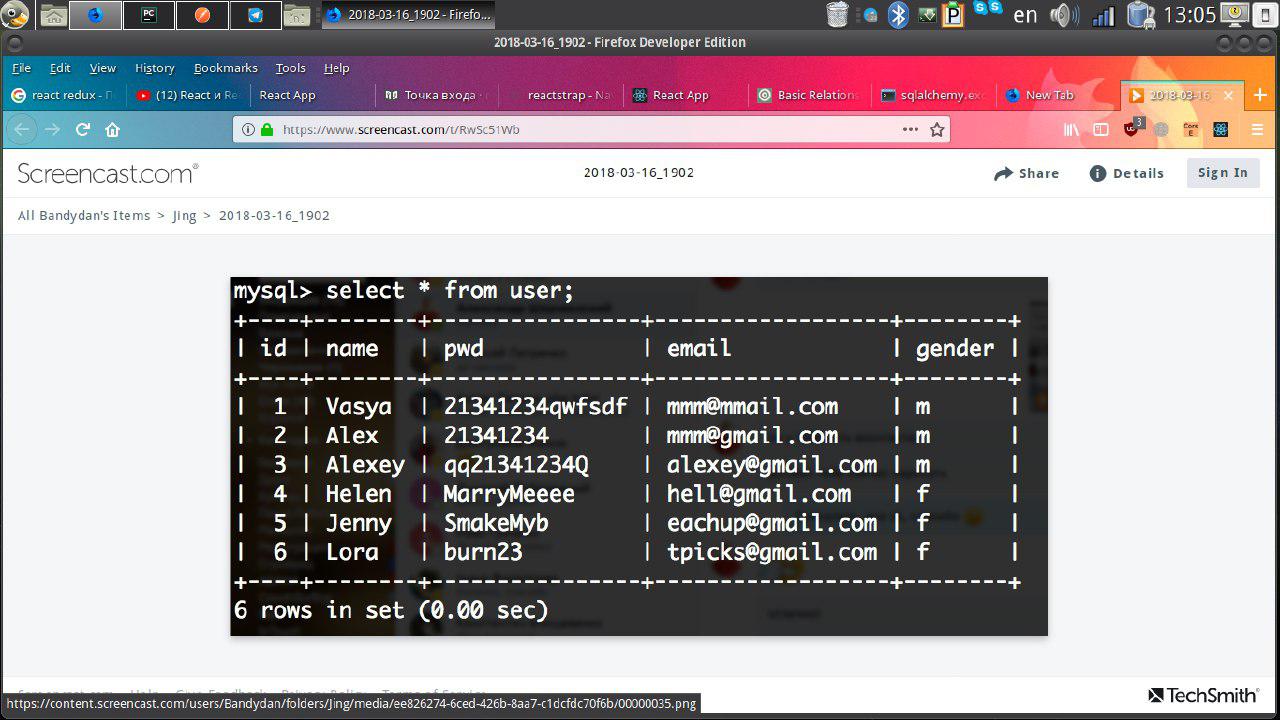 2018-03-16_1902 - Firefo... en 13:05
2018-03-16_1902 - Firefox Developer Edition
File Edit View History Bookmarks Tools Help
react redux - П (12) React и Re React App Точка входа · reactstrap - Na React App Basic Relations sqlalchemy.exc New Tab 2018-03-16
https://www.screencast.com/t/RwSc51Wb 3
Screencast.com® 2018-03-16_1902 Share Details Sign In
All Bandydan's Items > Jing > 2018-03-16_1902
mysql> select * from user;
+----+-------+----------------+------------------+--------+
| id | name | pwd | email | gender |
+----+-------+----------------+------------------+--------+
| 1 | Vasya | 21341234qwfsdf | mmm@mmail.com | m |
| 2 | Alex | 21341234 | mmm@gmail.com | m |
| 3 | Alexey | qq21341234Q | alexey@gmail.com | m |
| 4 | Helen | MarryMeeee | hell@gmail.com | f |
| 5 | Jenny | SmakeMyb | eachup@gmail.com | f |
| 6 | Lora | burn23 | tpicks@gmail.com | f |
+----+-------+----------------+------------------+--------+
6 rows in set (0.00 sec)
https://content.screencast.com/users/Bandydan/folders/Jing/media/ee826274-6ced-426b-8aa7-c1dcfdc70f6b/00000035.png
TechSmith®